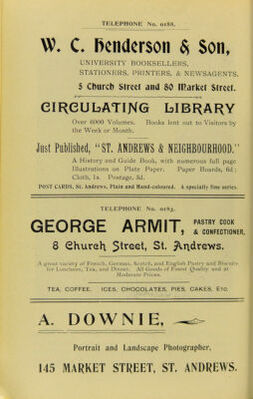 TELEPHONE No. 0188.
W. C. Henderson & Son,
UNIVERSITY BOOKSELLERS,
STATIONERS, PRINTERS, & NEWSAGENTS.
5 Church Street and 80 Market Street.
CIRCULATING LIBRARY
Over 6000 Volumes. Books lent out to Visitors by
the Week or Month.
Just Published, "ST. ANDREWS & NEIGHBOURHOOD."
A History and Guide Book, with numerous full page
Illustrations on Plate Paper. Paper Boards, 6d;
Cloth, 1s. Postage, 3d.
POST CARDS, St. Andrews, Plain and Hand-coloured. A specially fine series.
TELEPHONE No. 0183.
GEORGE ARMIT, PASTRY COOK
& CONFECTIONER,
8 Church Street, St. Andrews.
A great variety of French, German, Scotch, and English Pastry and Biscuits
for Luncheon, Tea, and Dinner. All Goods of Finest Quality and at
Moderate Prices.
TEA, COFFEE, ICES, CHOCOLATES, PIES, CAKES, Etc.
A. DOWNIE,
Portrait and Landscape Photographer,
145 MARKET STREET, ST. ANDREWS.